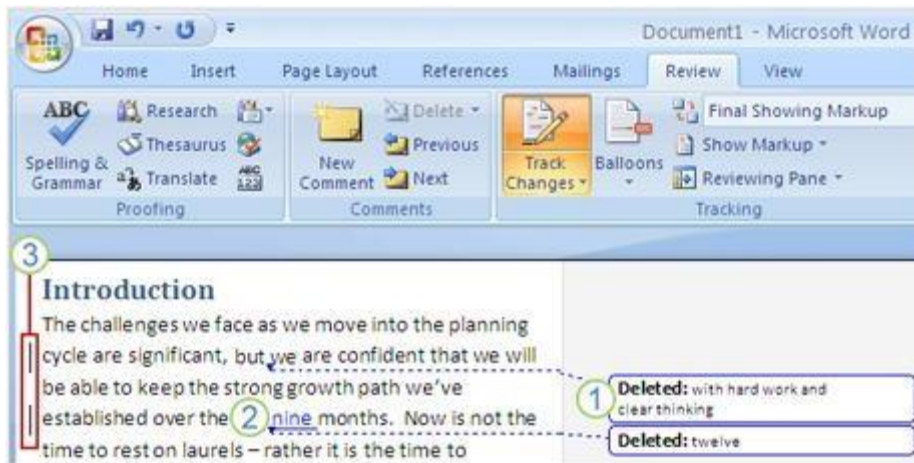 Document1 - Microsoft Word
Home Insert Page Layout References Mailings Review View
ABC Research Final Showing Markup
Delete
Thesaurus Previous Show Markup
Spelling & Grammar Translate ABC 123 New Comment Next Track Changes Balloons Reviewing Pane
Proofing Comments Tracking
3
Introduction
The challenges we face as we move into the planning
cycle are significant, but we are confident that we will
be able to keep the strong growth path we've
established over the 2 nine months. Now is not the
time to rest on laurels – rather it is the time to
1 Deleted: with hard work and
clear thinking
Deleted: twelve